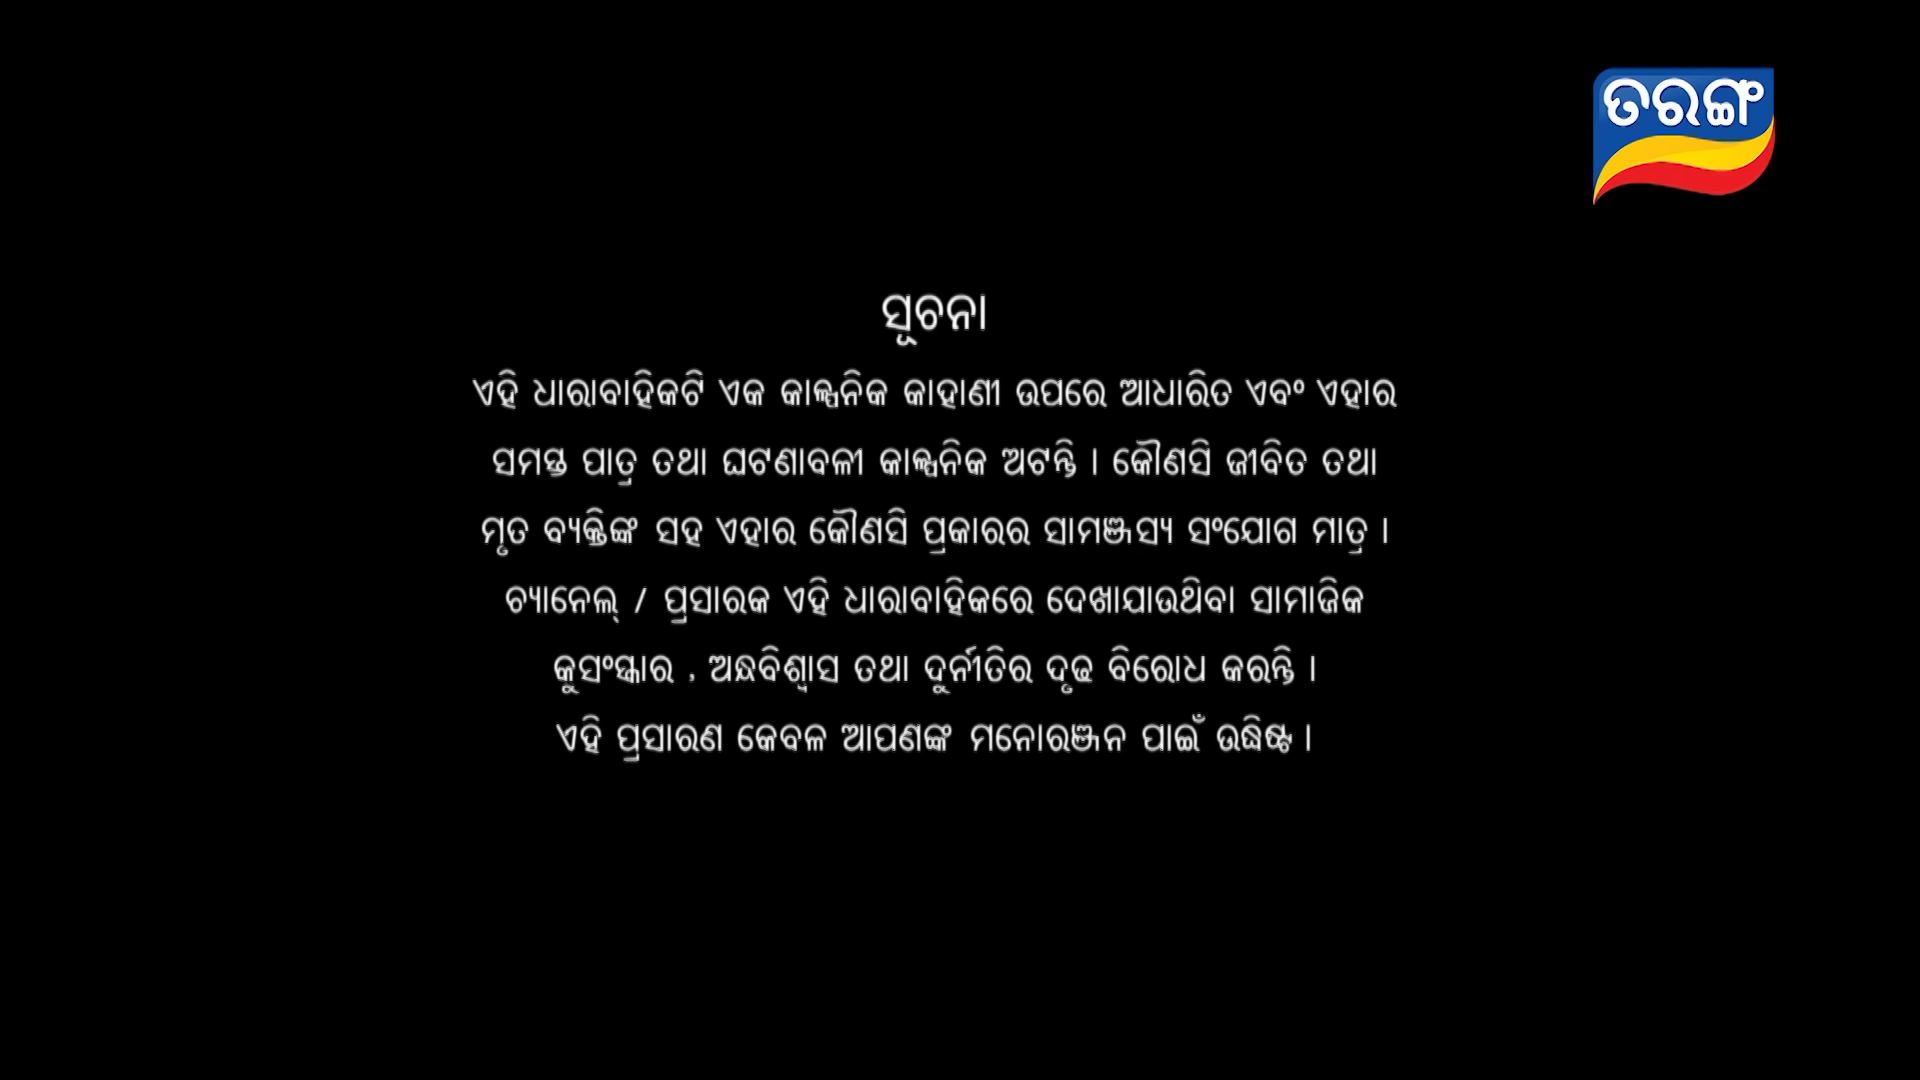 ତରଙ୍ଗ
ସୂଚନା
ଏହି ଧାରାବାହିକଟି ଏକ କାଳ୍ପନିକ କାହାଣୀ ଉପରେ ଆଧାରିତ ଏବଂ ଏହାର
ସମସ୍ତ ପାତ୍ର ତଥା ଘଟଣାବଳୀ କାଳ୍ପନିକ ଅଟନ୍ତି । କୌଣସି ଜୀବିତ ତଥା
ମୃତ ବ୍ୟକ୍ତିଙ୍କ ସହ ଏହାର କୌଣସି ପ୍ରକାରର ସାମଞ୍ଜସ୍ୟ ସଂଯୋଗ ମାତ୍ର ।
ଚ୍ୟାନେଲ୍ / ପ୍ରସାରକ ଏହି ଧାରାବାହିକରେ ଦେଖାଯାଉଥିବା ସାମାଜିକ
କୁସଂସ୍କାର , ଅନ୍ଧବିଶ୍ୱାସ ତଥା ଦୁର୍ନୀତିର ଦୃଢ ବିରୋଧ କରନ୍ତି ।
ଏହି ପ୍ରସାରଣ କେବଳ ଆପଣଙ୍କ ମନୋରଞ୍ଜନ ପାଇଁ ଉଦ୍ଧିଷ୍ଟ ।